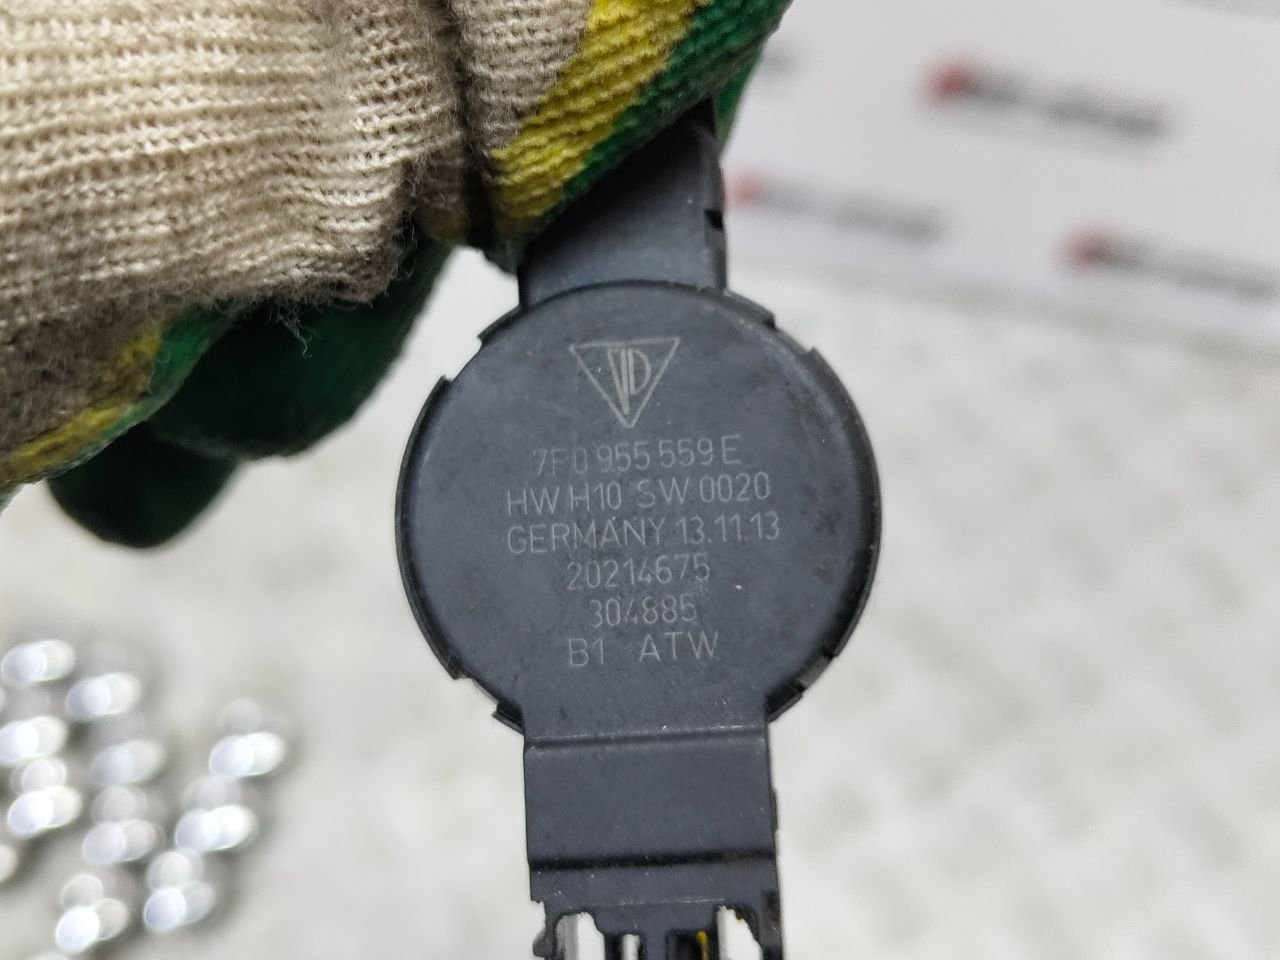 7P0 955 559 E
HW H10 SW 0020
GERMANY 13.11.13
20214675
304885
B1 ATW